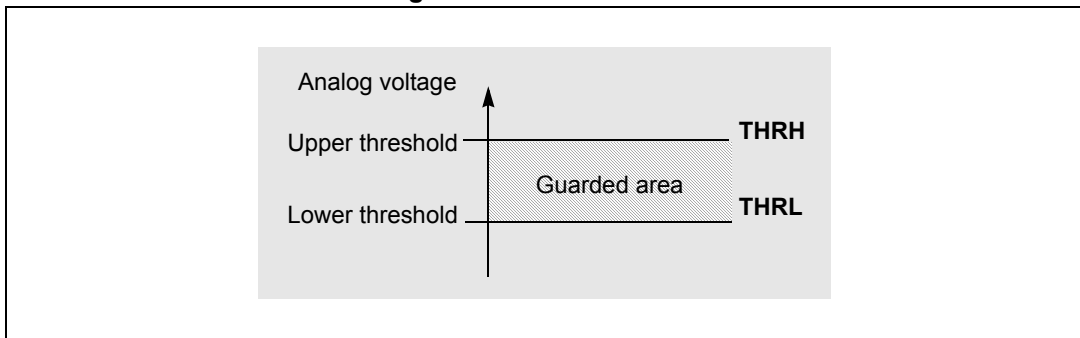 Analog voltage
Upper threshold
THRH
Guarded area
Lower threshold
THRL